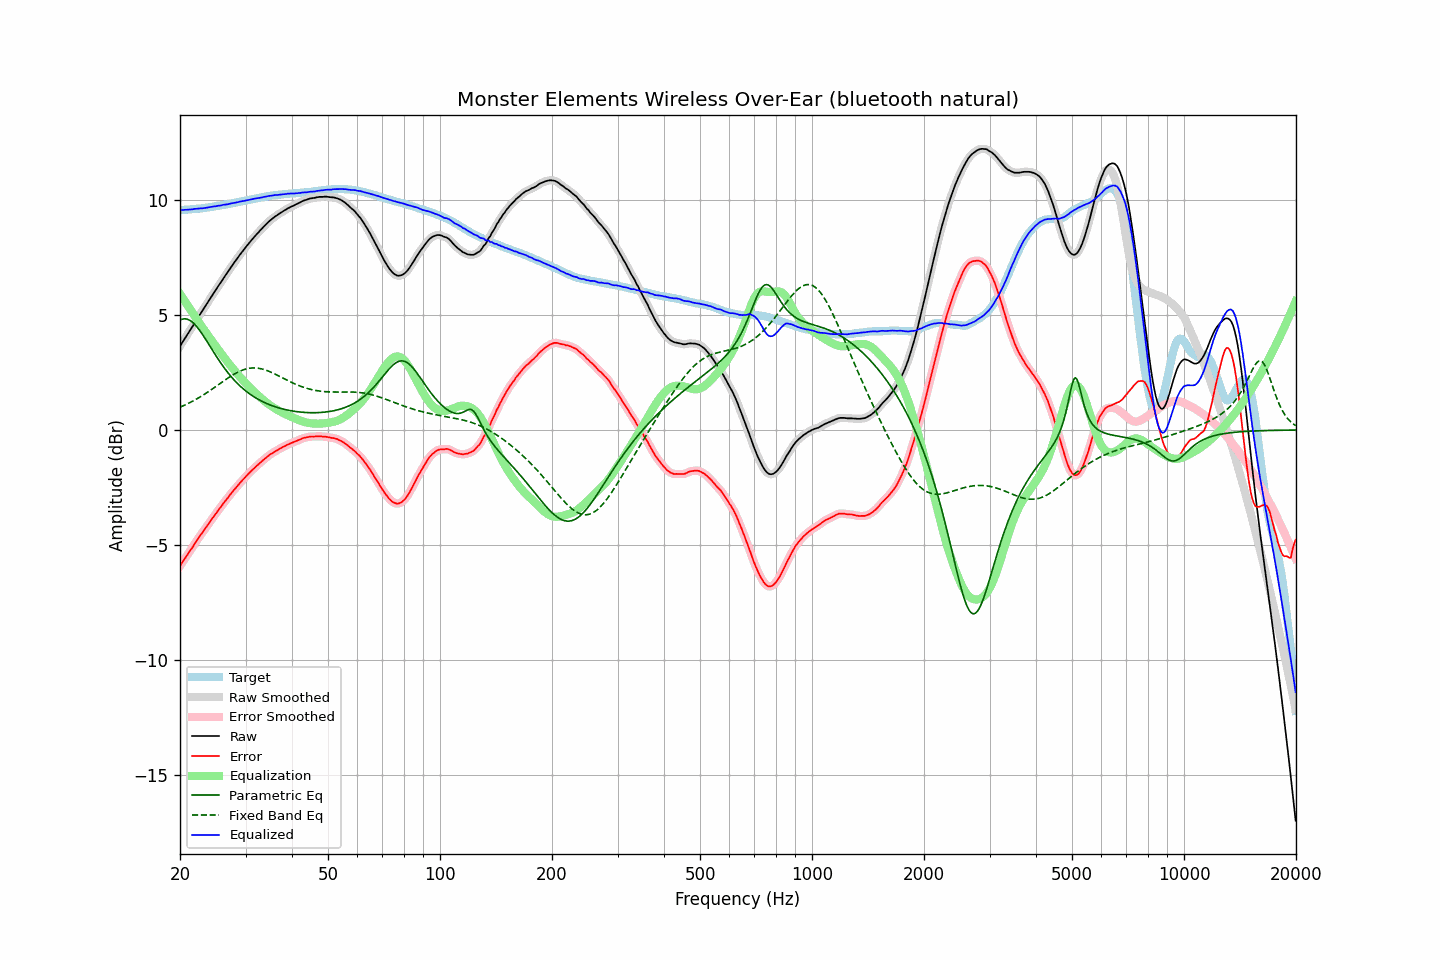 Monster Elements Wireless Over-Ear (bluetooth natural)
Amplitude (dBr)
10
5
0
−5
−10
−15
Target
Raw Smoothed
Error Smoothed
Raw
Error
Equalization
Parametric Eq
Fixed Band Eq
Equalized
20 50 100 200 500 1000 2000 5000 10000 20000
Frequency (Hz)